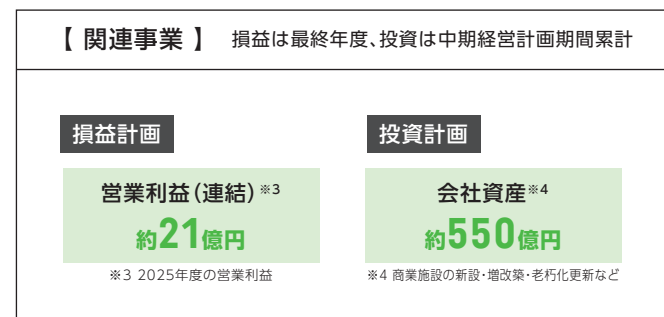 【 関連事業 】 損益は最終年度、投資は中期経営計画期間累計
損益計画
営業利益(連結)※3
約21億円
※3 2025年度の営業利益
投資計画
会社資産※4
約550億円
※4 商業施設の新設・増改築・老朽化更新など